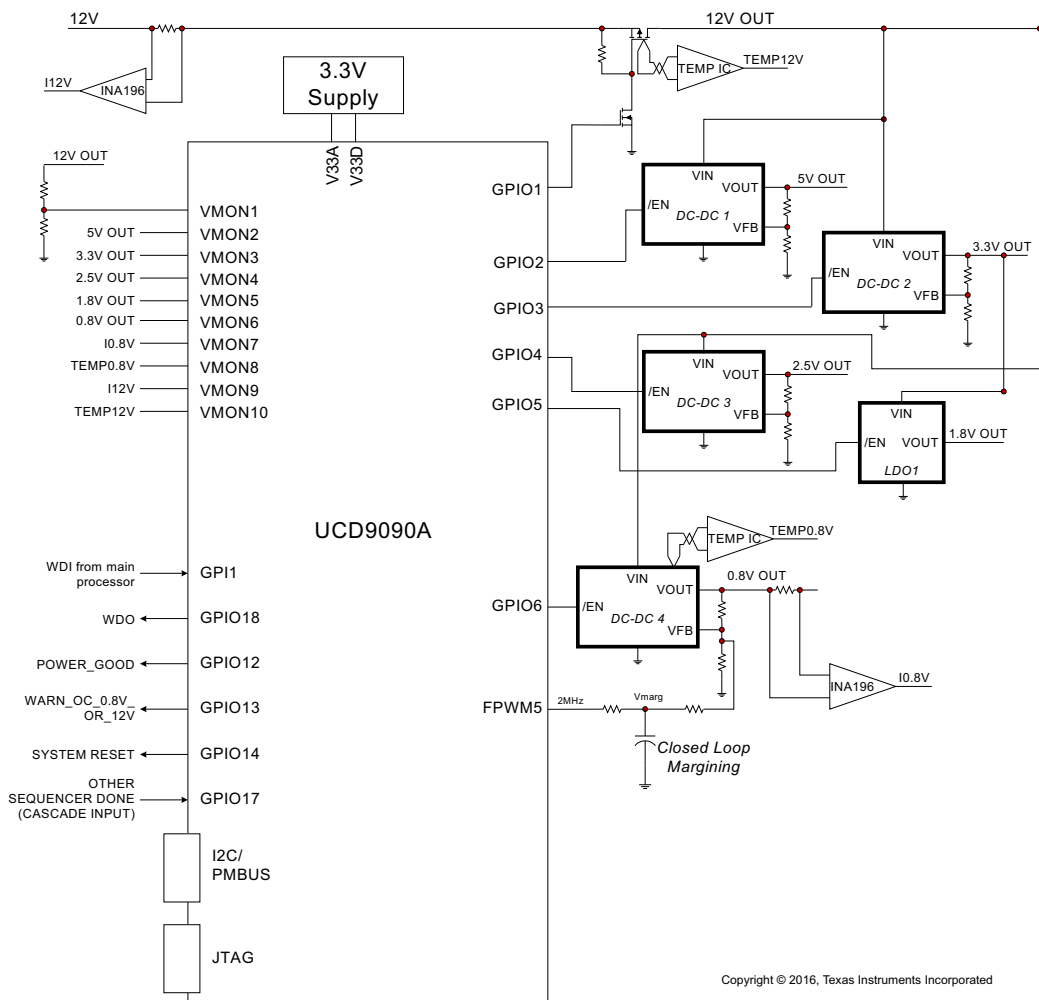 12V
12V OUT
I12V
INA196
3.3V
Supply
TEMP IC
TEMP12V
V33A
V33D
12V OUT
GPIO1
VIN
VOUT
5V OUT
/EN
DC-DC 1
VFB
VMON1
5V OUT
VMON2
3.3V OUT
VMON3
2.5V OUT
VMON4
1.8V OUT
VMON5
0.8V OUT
VMON6
I0.8V
VMON7
TEMP0.8V
VMON8
I12V
VMON9
TEMP12V
VMON10
GPIO2
VIN
VOUT
3.3V OUT
/EN
DC-DC 2
VFB
GPIO3
GPIO4
VIN
VOUT
2.5V OUT
/EN
DC-DC 3
VFB
GPIO5
VIN
/EN
VOUT
1.8V OUT
LDO1
UCD9090A
TEMP IC
TEMP0.8V
WDI from main
processor
GPI1
VIN
VOUT
0.8V OUT
GPIO6
/EN
DC-DC 4
VFB
WDO
GPIO18
POWER_GOOD
GPIO12
INA196
I0.8V
WARN_OC_0.8V_
OR_12V
GPIO13
FPWM5
2MHz
Vmarg
SYSTEM RESET
GPIO14
Closed Loop
Margining
OTHER
SEQUENCER DONE
(CASCADE INPUT)
GPIO17
I2C/
PMBUS
JTAG
Copyright © 2016, Texas Instruments Incorporated